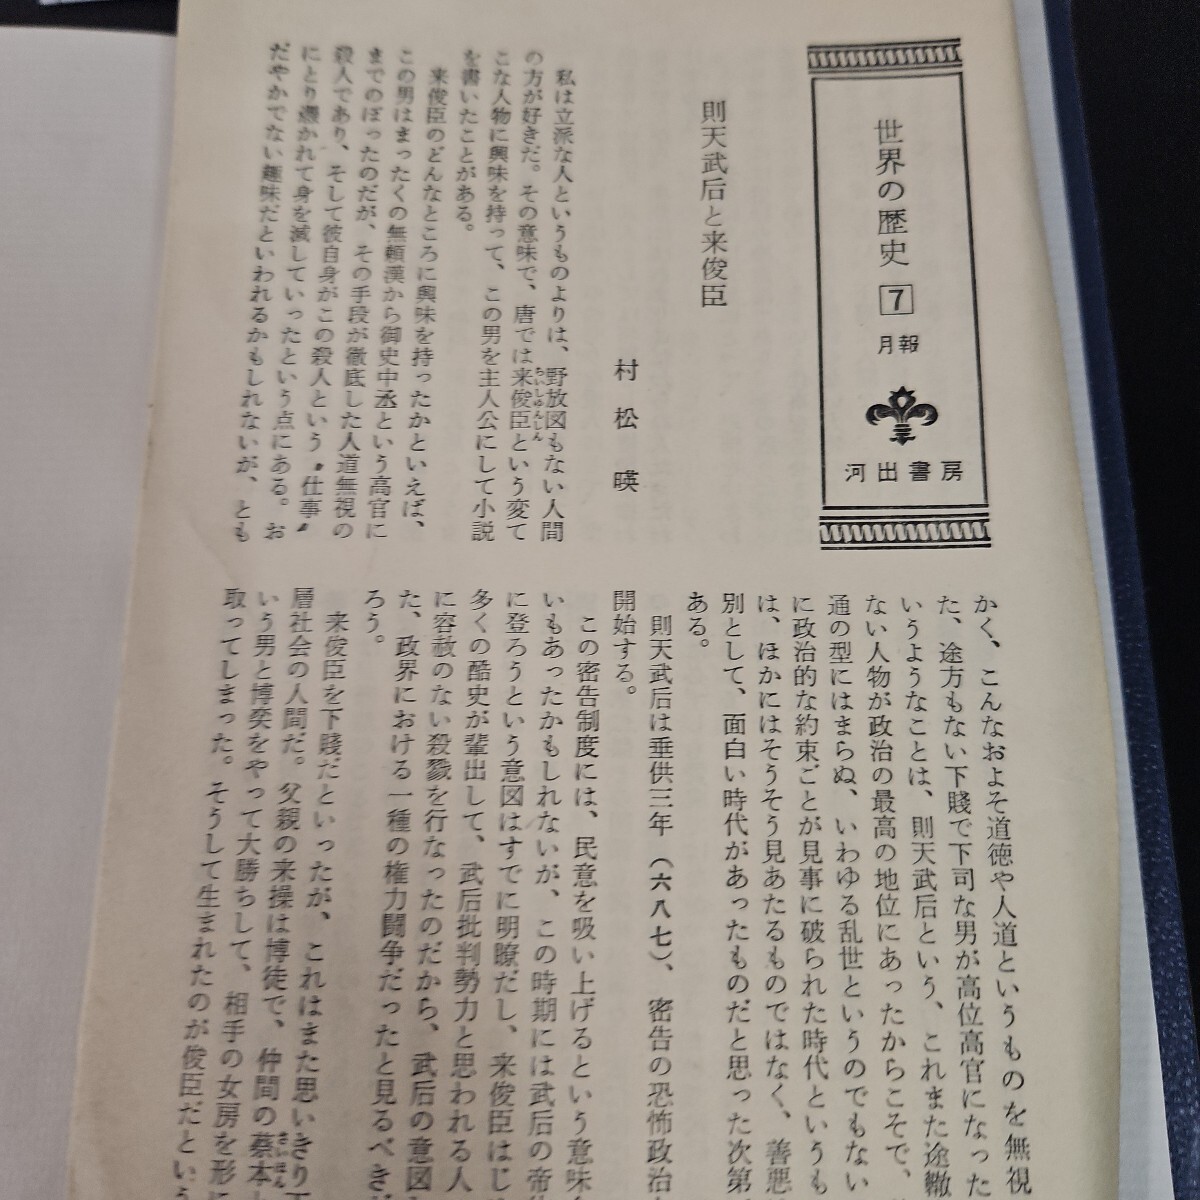 世界の歴史 7
月報
河出書房
則天武后と来俊臣
村松暎
私は立派な人というものよりは、野放図もない人間
の方が好きだ。その意味で、唐では来俊臣という変て
らいしゅんしん
こな人物に興味を持って、この男を主人公にして小説
を書いたことがある。
来俊臣のどんなところに興味を持ったかといえば、
この男はまったくの無頼漢から御史中丞という高官に
までのぼったのだが、その手段が徹底した人道無視の
殺人であり、そして彼自身がこの殺人という〝仕事〟
にとり憑かれて身を滅していったという点にある。お
だやかでない趣味だといわれるかもしれないが、とも
かく、こんなおよそ道徳や人道というものを無視
た、途方もない下賤で下司な男が高位高官になった
いうようなことは、則天武后という、これまた途轍
ない人物が政治の最高の地位にあったからこそで、
通の型にはまらぬ、いわゆる乱世というのでもない
に政治的な約束ごとが見事に破られた時代というも
は、ほかにはそうそう見あたるものではなく、善悪
別として、面白い時代があったものだと思った次第
ある。
則天武后は垂供三年(六八七)、密告の恐怖政治
開始する。
この密告制度には、民意を吸い上げるという意味
いもあったかもしれないが、この時期には武后の帝
に登ろうという意図はすでに明瞭だし、来俊臣はじ
多くの酷史が輩出して、武后批判勢力と思われる人
に容赦のない殺戮を行なったのだから、武后の意図
た、政界における一種の権力闘争だったと見るべき
ろう。
来俊臣を下賤だといったが、これはまた思いきり下
層社会の人間だ。父親の来操は博徒で、仲間の蔡本
さいほん
いう男と博奕をやって大勝ちして、相手の女房を形に
取ってしまった。そうして生まれたのが俊臣だという